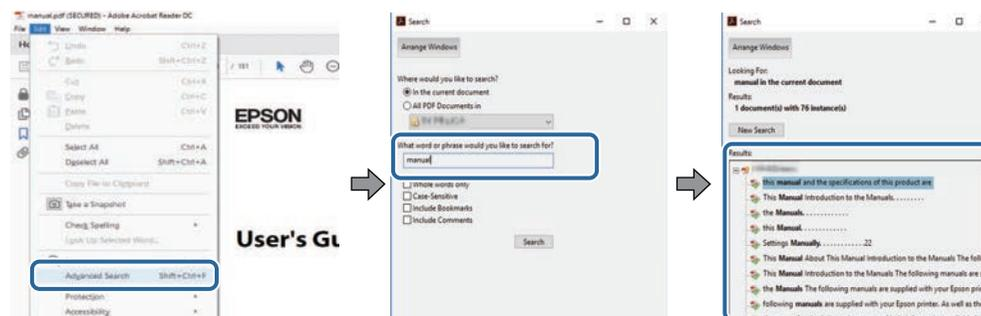 manual.pdf (SECURED) - Adobe Acrobat Reader DC
File Edit View Window Help
Undo Ctrl+Z
Redo Shift+Ctrl+Z
Cut Ctrl+X
Copy Ctrl+C
Paste Ctrl+V
Delete
Select All Ctrl+A
Deselect All Shift+Ctrl+A
Copy File to Clipboard
Take a Snapshot
Check Spelling
Look Up Selected Word...
Advanced Search Shift+Ctrl+F
Protection
Accessibility
/ 181
EPSON
EXCEED YOUR VISION
User's Gu
Search
Arrange Windows
Where would you like to search?
In the current document
All PDF Documents in
What word or phrase would you like to search for?
manual
Whole words only
Case-Sensitive
Include Bookmarks
Include Comments
Search
Search
Arrange Windows
Looking For:
manual in the current document
Results:
1 document(s) with 76 instance(s)
New Search
Results:
this manual and the specifications of this product are
This Manual Introduction to the Manuals. . . . . . . . .
the Manuals. . . . . . . . . . . . .
this Manual. . . . . . . . . . . . .
Settings Manually. . . . . . . . . . . . .22
This Manual About This Manual Introduction to the Manuals The foll
This Manual Introduction to the Manuals The following manuals are
the Manuals The following manuals are supplied with your Epson pri
following manuals are supplied with your Epson printer. As well as th